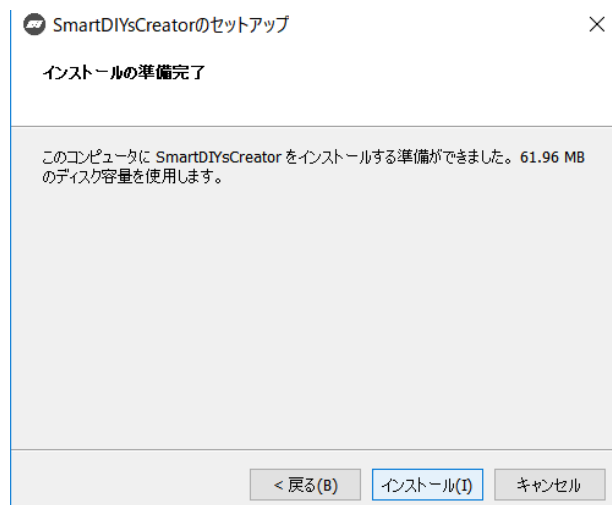 SmartDIYsCreatorのセットアップ
インストールの準備完了
このコンピュータに SmartDIYsCreator をインストールする準備ができました。 61.96 MB
のディスク容量を使用します。
< 戻る(B)
インストール(I)
キャンセル